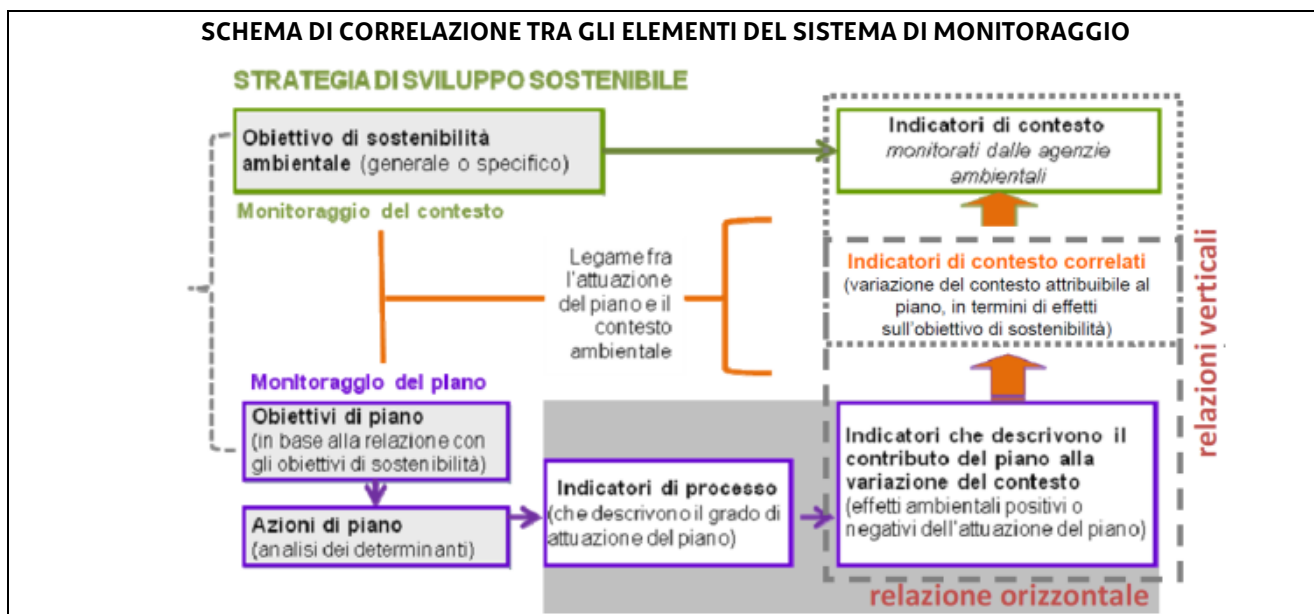 SCHEMA DI CORRELAZIONE TRA GLI ELEMENTI DEL SISTEMA DI MONITORAGGIO
STRATEGIA DI SVILUPPO SOSTENIBILE
Obiettivo di sostenibilità
ambientale (generale o specifico)
Indicatori di contesto
monitorati dalle agenzie
ambientali
Monitoraggio del contesto
Legame fra
l'attuazione
del piano e il
contesto
ambientale
Indicatori di contesto correlati
(variazione del contesto attribuibile al
piano, in termini di effetti
sull'obiettivo di sostenibilità)
relazioni verticali
Monitoraggio del piano
Obiettivi di piano
(in base alla relazione con
gli obiettivi di sostenibilità)
Azioni di piano
(analisi dei determinanti)
Indicatori di processo
(che descrivono il grado di
attuazione del piano)
Indicatori che descrivono il
contributo del piano alla
variazione del contesto
(effetti ambientali positivi o
negativi dell'attuazione del piano)
relazione orizzontale